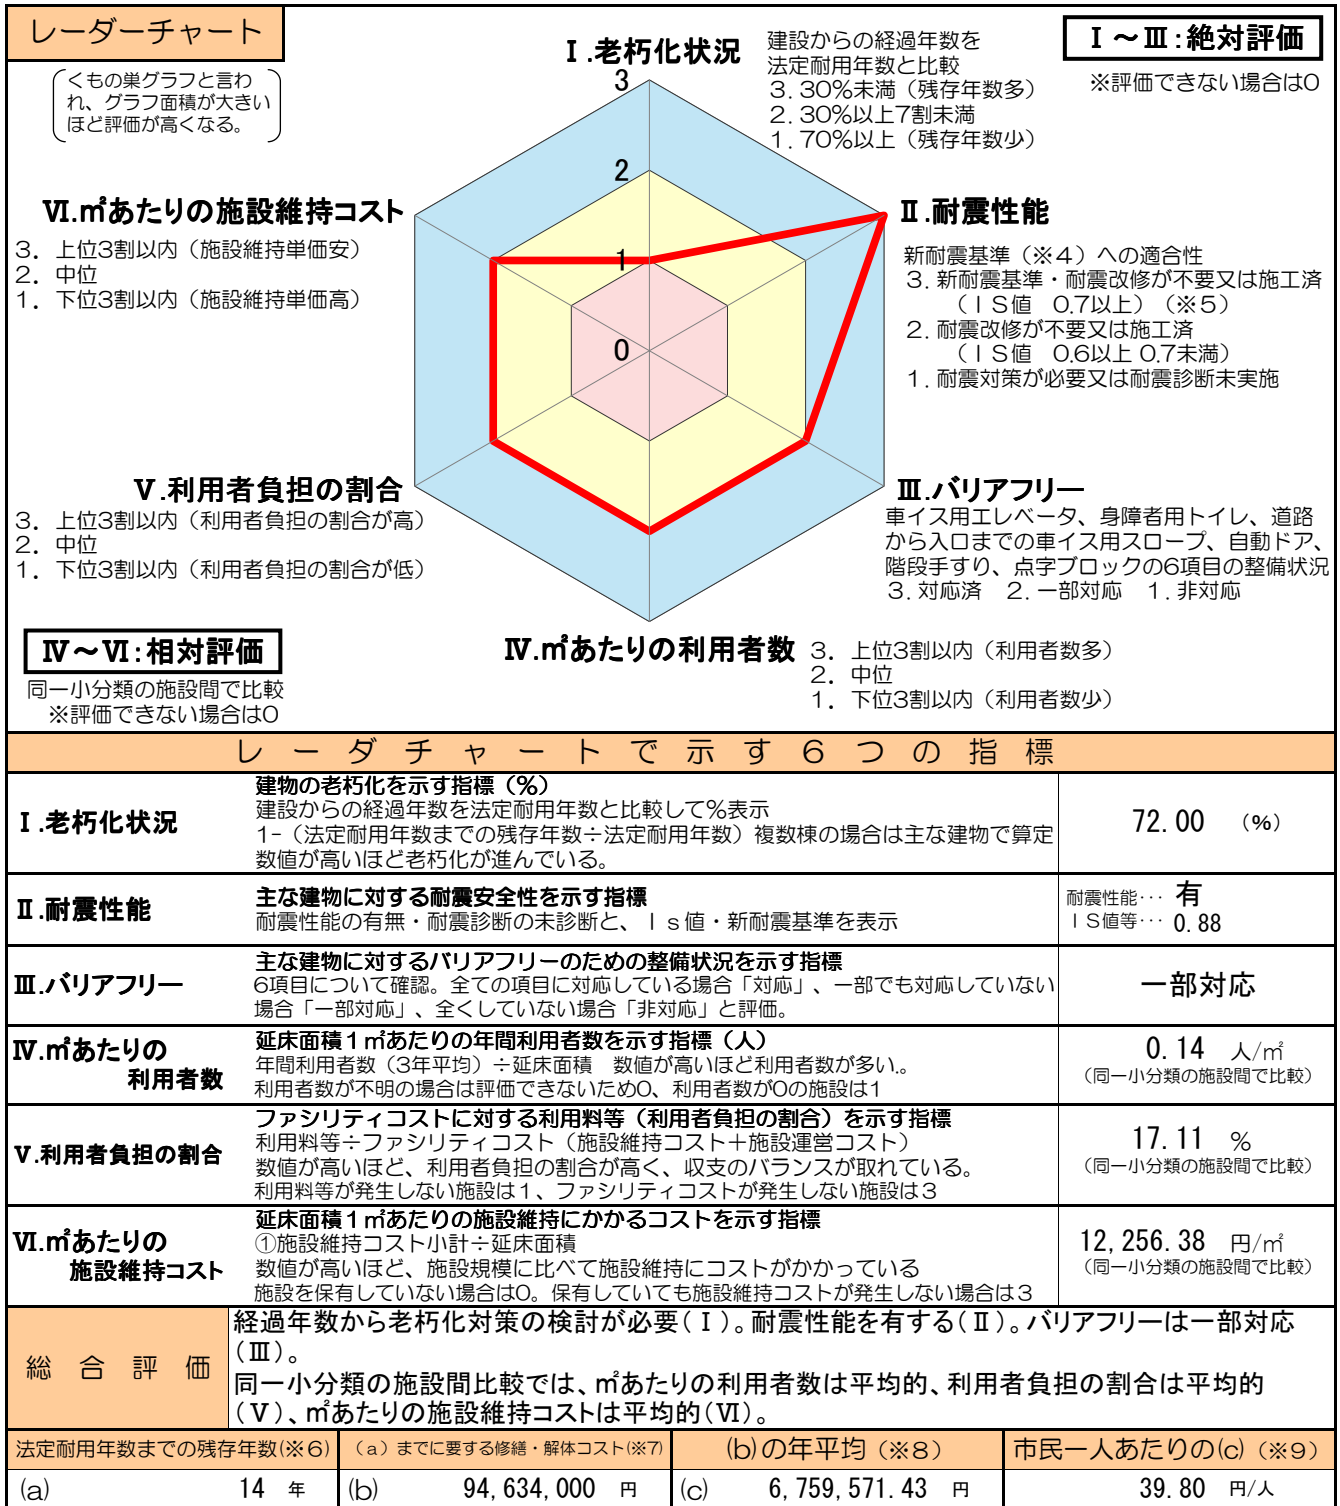 レーダーチャート
くもの巣グラフと言わ
れ、グラフ面積が大きい
ほど評価が高くなる。
Ⅰ.老朽化状況
建設からの経過年数を
法定耐用年数と比較
3. 30%未満（残存年数多）
2. 30%以上7割未満
1. 70%以上（残存年数少）
Ⅰ～Ⅲ:絶対評価
※評価できない場合は0
3
2
1
0
Ⅵ.㎡あたりの施設維持コスト
3. 上位3割以内（施設維持単価安）
2. 中位
1. 下位3割以内（施設維持単価高）
Ⅱ.耐震性能
新耐震基準（※4）への適合性
3. 新耐震基準・耐震改修が不要又は施工済
（ＩＳ値 0.7以上）（※5）
2. 耐震改修が不要又は施工済
（ＩＳ値 0.6以上 0.7未満）
1. 耐震対策が必要又は耐震診断未実施
Ⅴ.利用者負担の割合
3. 上位3割以内（利用者負担の割合が高）
2. 中位
1. 下位3割以内（利用者負担の割合が低）
Ⅲ.バリアフリー
車イス用エレベータ、身障者用トイレ、道路
から入口までの車イス用スロープ、自動ドア、
階段手すり、点字ブロックの6項目の整備状況
3. 対応済 2. 一部対応 1. 非対応
Ⅳ～Ⅵ:相対評価
同一小分類の施設間で比較
※評価できない場合は0
Ⅳ.㎡あたりの利用者数
3. 上位3割以内（利用者数多）
2. 中位
1. 下位3割以内（利用者数少）
レーダチャートで示す6つの指標
Ⅰ.老朽化状況
建物の老朽化を示す指標（%）
建設からの経過年数を法定耐用年数と比較して%表示
1-（法定耐用年数までの残存年数÷法定耐用年数）複数棟の場合は主な建物で算定
数値が高いほど老朽化が進んでいる。
72.00 （%）
Ⅱ.耐震性能
主な建物に対する耐震安全性を示す指標
耐震性能の有無・耐震診断の未診断と、Ｉｓ値・新耐震基準を表示
耐震性能･･･ 有
ＩＳ値等･･･ 0.88
Ⅲ.バリアフリー
主な建物に対するバリアフリーのための整備状況を示す指標
6項目について確認。全ての項目に対応している場合「対応」、一部でも対応していない
場合「一部対応」、全くしていない場合「非対応」と評価。
一部対応
Ⅳ.㎡あたりの
利用者数
延床面積１㎡あたりの年間利用者数を示す指標（人）
年間利用者数（3年平均）÷延床面積 数値が高いほど利用者数が多い。
利用者数が不明の場合は評価できないため0、利用者数が0の施設は1
0.14 人/㎡
（同一小分類の施設間で比較）
Ⅴ.利用者負担の割合
ファシリティコストに対する利用料等（利用者負担の割合）を示す指標
利用料等÷ファシリティコスト（施設維持コスト＋施設運営コスト）
数値が高いほど、利用者負担の割合が高く、収支のバランスが取れている。
利用料等が発生しない施設は1、ファシリティコストが発生しない施設は3
17.11 %
（同一小分類の施設間で比較）
Ⅵ.㎡あたりの
施設維持コスト
延床面積１㎡あたりの施設維持にかかるコストを示す指標
①施設維持コスト小計÷延床面積
数値が高いほど、施設規模に比べて施設維持にコストがかかっている
施設を保有していない場合は0。保有していても施設維持コストが発生しない場合は3
12,256.38 円/㎡
（同一小分類の施設間で比較）
総合評価
経過年数から老朽化対策の検討が必要(Ⅰ)。耐震性能を有する(Ⅱ)。バリアフリーは一部対応
(Ⅲ)。
同一小分類の施設間比較では、㎡あたりの利用者数は平均的、利用者負担の割合は平均的
(Ⅴ)、㎡あたりの施設維持コストは平均的(Ⅵ)。
法定耐用年数までの残存年数(※6)
（a）までに要する修繕・解体コスト(※7)
(b)の年平均（※8）
市民一人あたりの(c)（※9）
(a) 14 年
(b) 94,634,000 円
(c) 6,759,571.43 円
39.80 円/人